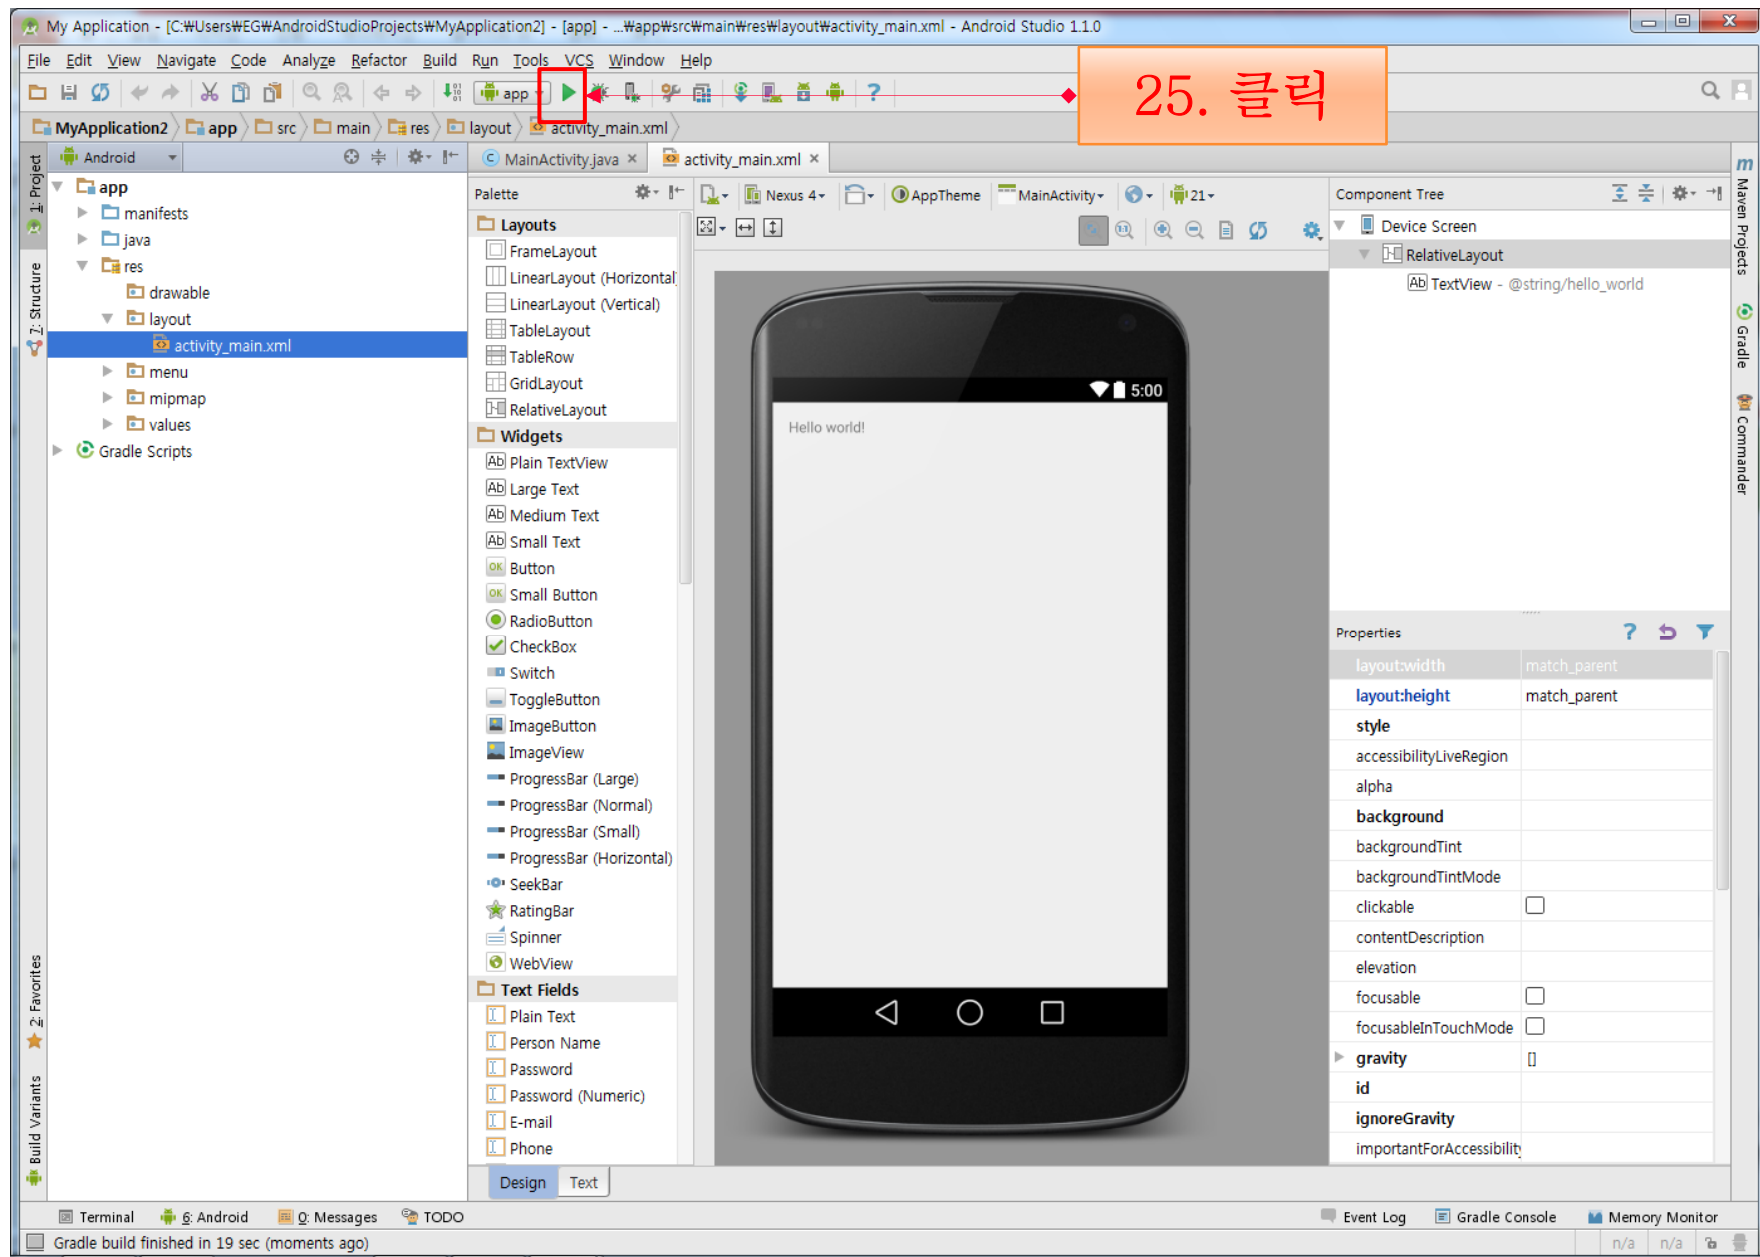 My Application - [C:₩Users₩EG₩AndroidStudioProjects₩MyApplication2] - [app] - ...₩app₩src₩main₩res₩layout₩activity_main.xml - Android Studio 1.1.0
File Edit View Navigate Code Analyze Refactor Build Run Tools VCS Window Help
25. 클릭
app
MyApplication2 app src main res layout activity_main.xml
Android
MainActivity.java activity_main.xml
1: Project
7: Structure
2: Favorites
Build Variants
app
manifests
java
res
drawable
layout
activity_main.xml
menu
mipmap
values
Gradle Scripts
Palette
Layouts
FrameLayout
LinearLayout (Horizontal
LinearLayout (Vertical)
TableLayout
TableRow
GridLayout
RelativeLayout
Widgets
Plain TextView
Large Text
Medium Text
Small Text
Button
Small Button
RadioButton
CheckBox
Switch
ToggleButton
ImageButton
ImageView
ProgressBar (Large)
ProgressBar (Normal)
ProgressBar (Small)
ProgressBar (Horizontal)
SeekBar
RatingBar
Spinner
WebView
Text Fields
Plain Text
Person Name
Password
Password (Numeric)
E-mail
Phone
Nexus 4 AppTheme MainActivity 21
5:00
Hello world!
Design Text
Component Tree
Device Screen
RelativeLayout
Ab TextView - @string/hello_world
Properties
layout:width match_parent
layout:height match_parent
style
accessibilityLiveRegion
alpha
background
backgroundTint
backgroundTintMode
clickable
contentDescription
elevation
focusable
focusableInTouchMode
gravity []
id
ignoreGravity
importantForAccessibility
m Maven Projects
Gradle
Commander
Terminal 6: Android 0: Messages TODO Event Log Gradle Console Memory Monitor
Gradle build finished in 19 sec (moments ago) n/a n/a